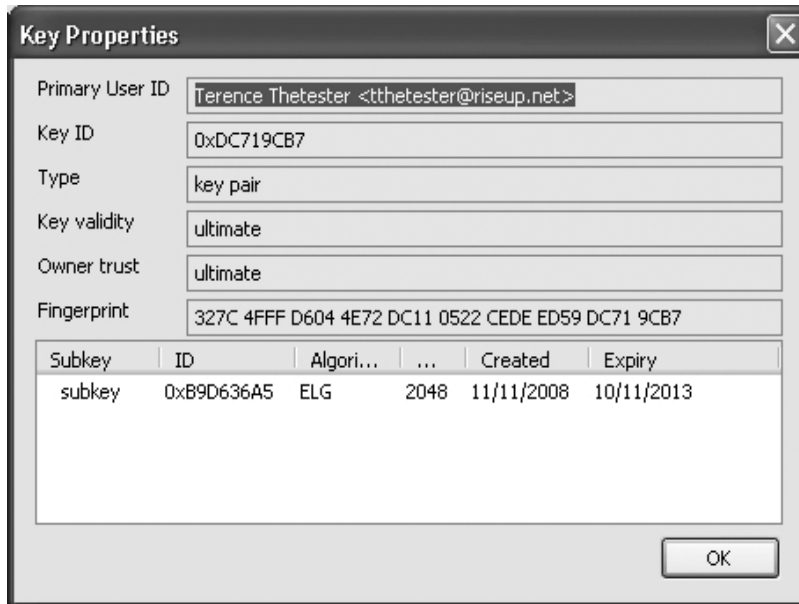 Key Properties
Primary User ID Terence Thetester <tthetester@riseup.net>
Key ID 0xDC719CB7
Type key pair
Key validity ultimate
Owner trust ultimate
Fingerprint 327C 4FFF D604 4E72 DC11 0522 CEDE ED59 DC71 9CB7
Subkey ID Algori... ... Created Expiry
subkey 0xB9D636A5 ELG 2048 11/11/2008 10/11/2013
OK